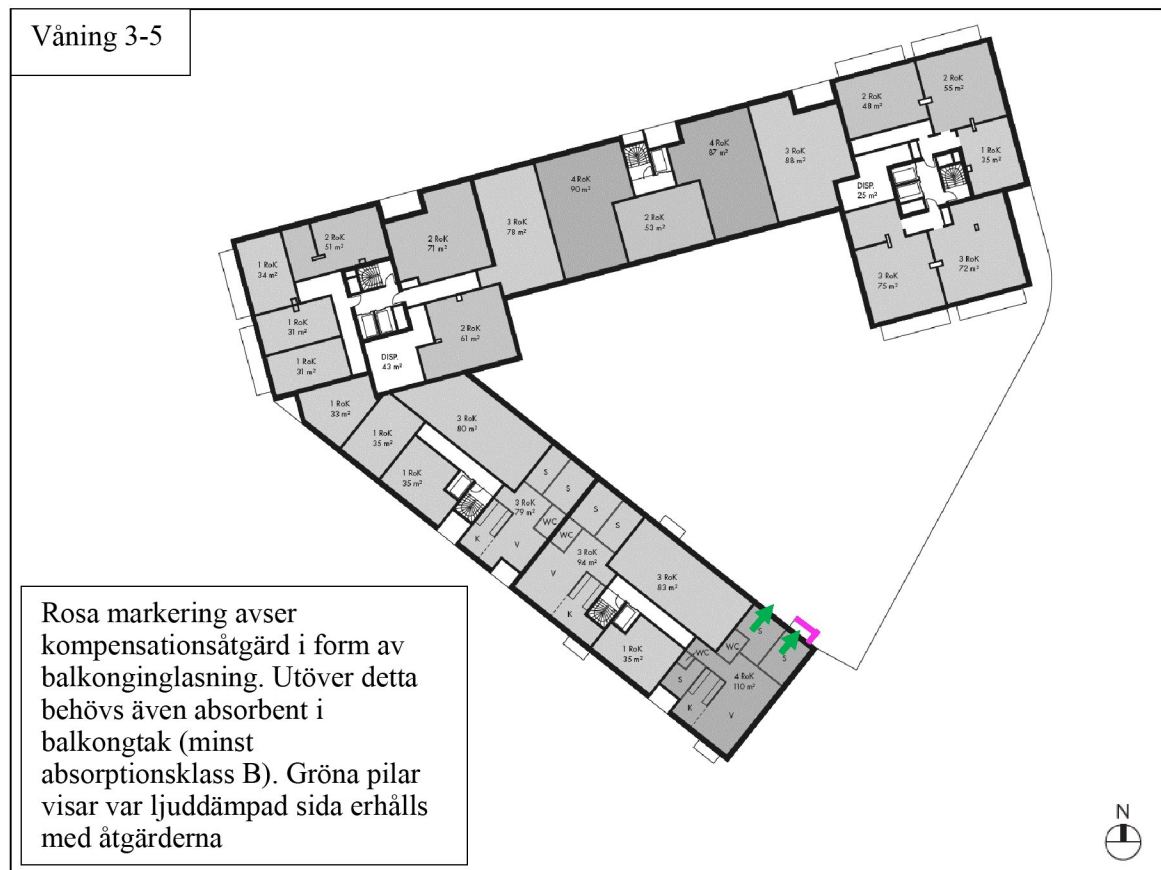 Våning 3-5
2 RoK
55 m²
2 RoK
48 m²
1 RoK
35 m²
4 RoK
87 m²
3 RoK
88 m²
DISP.
25 m²
4 RoK
90 m²
2 RoK
53 m²
3 RoK
78 m²
2 RoK
71 m²
2 RoK
51 m²
1 RoK
34 m²
3 RoK
75 m²
3 RoK
72 m²
1 RoK
31 m²
2 RoK
61 m²
1 RoK
31 m²
DISP.
43 m²
1 RoK
33 m²
3 RoK
80 m²
1 RoK
35 m²
1 RoK
35 m²
S
S
3 RoK
79 m²
WC
K
V
S
S
WC
3 RoK
94 m²
V
K
3 RoK
83 m²
1 RoK
35 m²
S
S
WC
WC
S
4 RoK
110 m²
K
V
Rosa markering avser
kompensationsåtgärd i form av
balkonginglasning. Utöver detta
behövs även absorbent i
balkongtak (minst
absorptionsklass B). Gröna pilar
visar var ljuddämpad sida erhålls
med åtgärderna
N